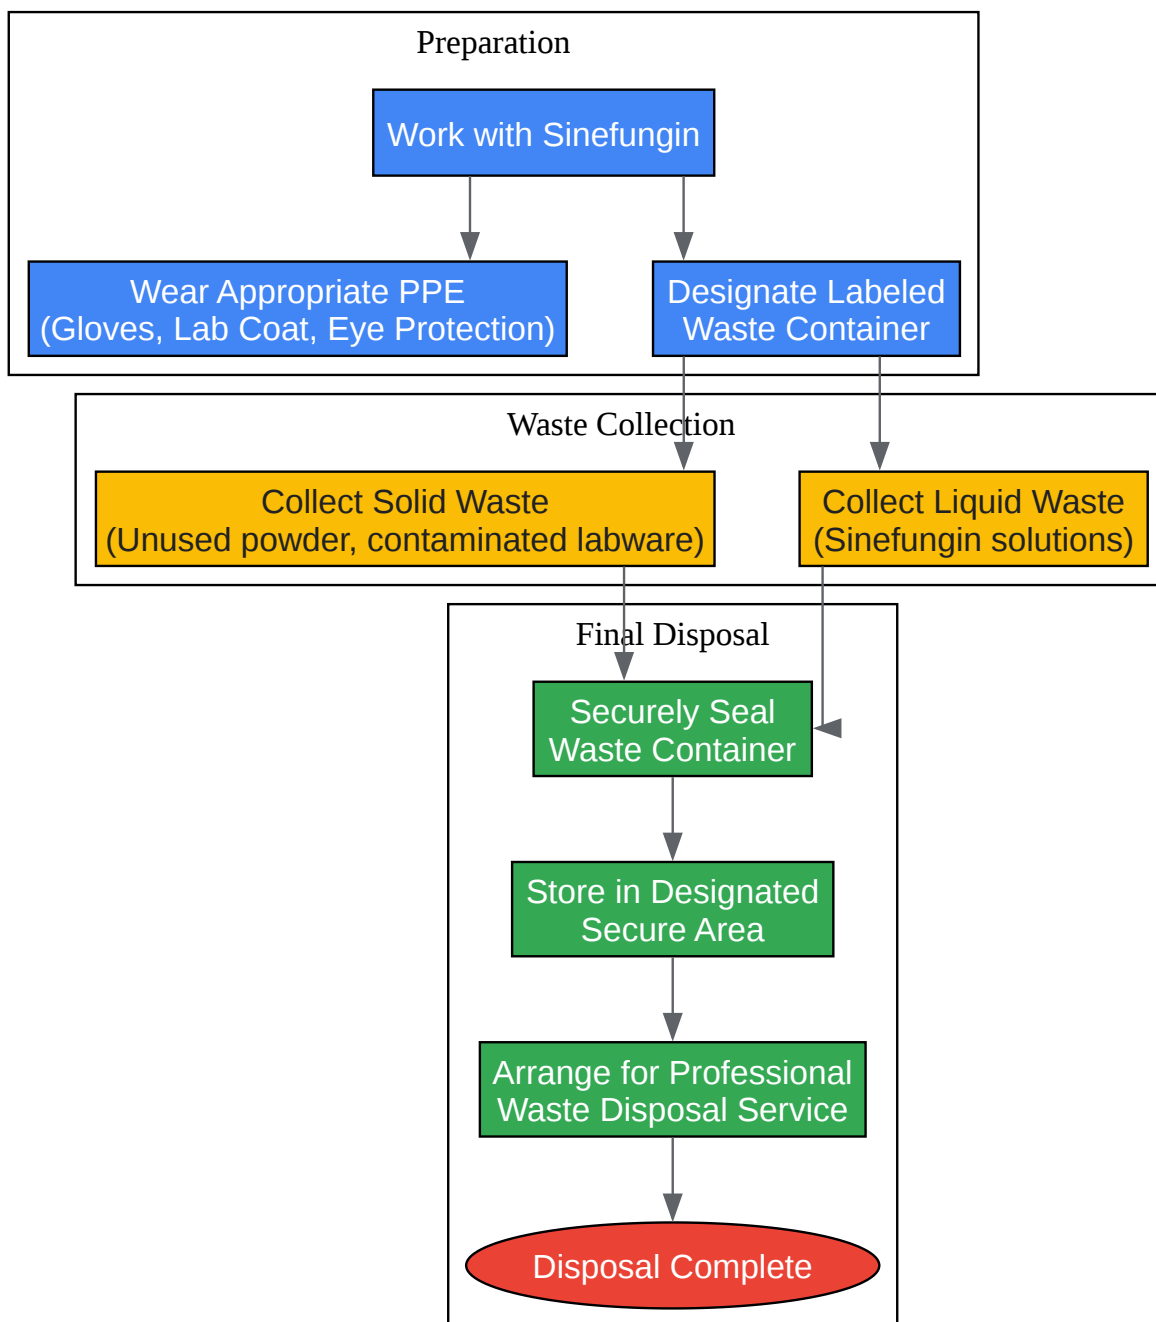 Preparation
Work with Sinefungin
Wear Appropriate PPE
(Gloves, Lab Coat, Eye Protection)
Designate Labeled
Waste Container
Waste Collection
Collect Solid Waste
(Unused powder, contaminated labware)
Collect Liquid Waste
(Sinefungin solutions)
Final Disposal
Securely Seal
Waste Container
Store in Designated
Secure Area
Arrange for Professional
Waste Disposal Service
Disposal Complete